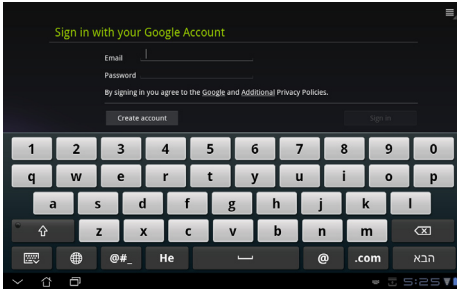 Sign in with your Google Account
Email
Password
By signing in you agree to the Google and Additional Privacy Policies.
Create account Sign in
1 2 3 4 5 6 7 8 9 0
q w e r t y u i o p
a s d f g h j k l
z x c v b n m
@#_ He @ .com הבא
5:25